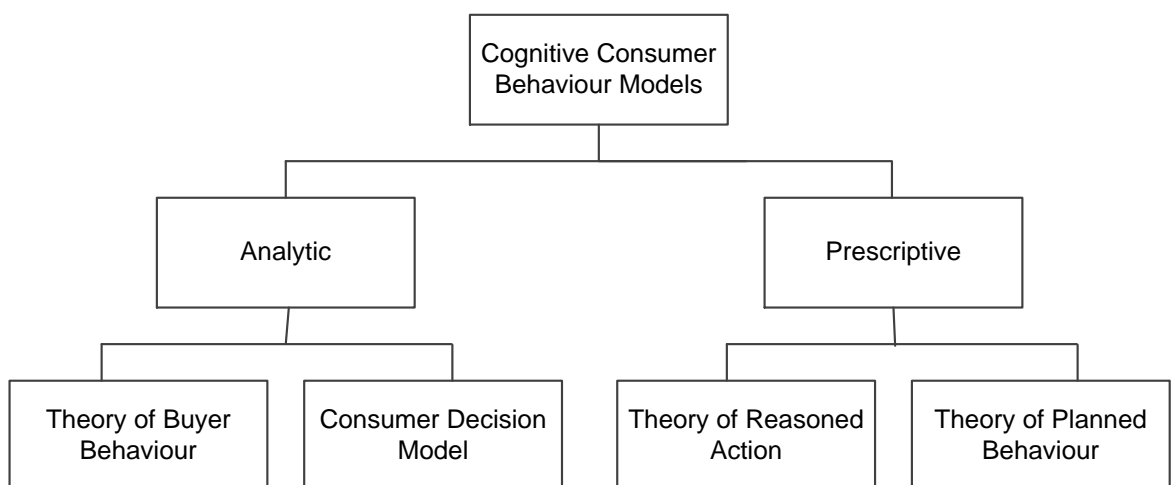 Cognitive Consumer
Behaviour Models
Analytic
Prescriptive
Theory of Buyer
Behaviour
Consumer Decision
Model
Theory of Reasoned
Action
Theory of Planned
Behaviour